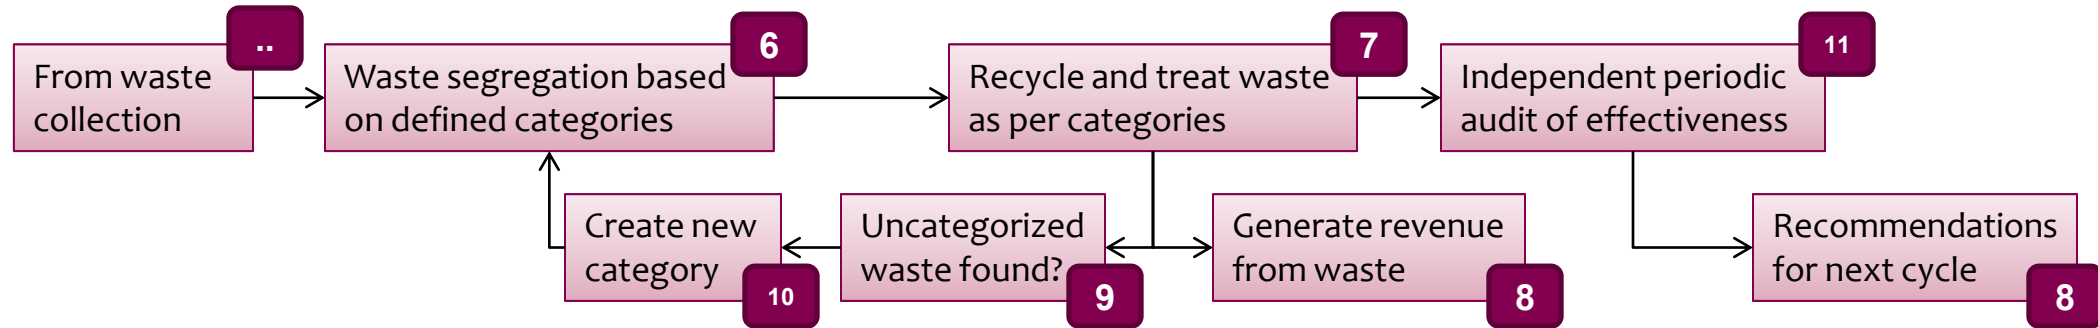 ..
From waste
collection
6
Waste segregation based
on defined categories
7
Recycle and treat waste
as per categories
11
Independent periodic
audit of effectiveness
Create new
category
10
Uncategorized
waste found?
9
Generate revenue
from waste
8
Recommendations
for next cycle
8